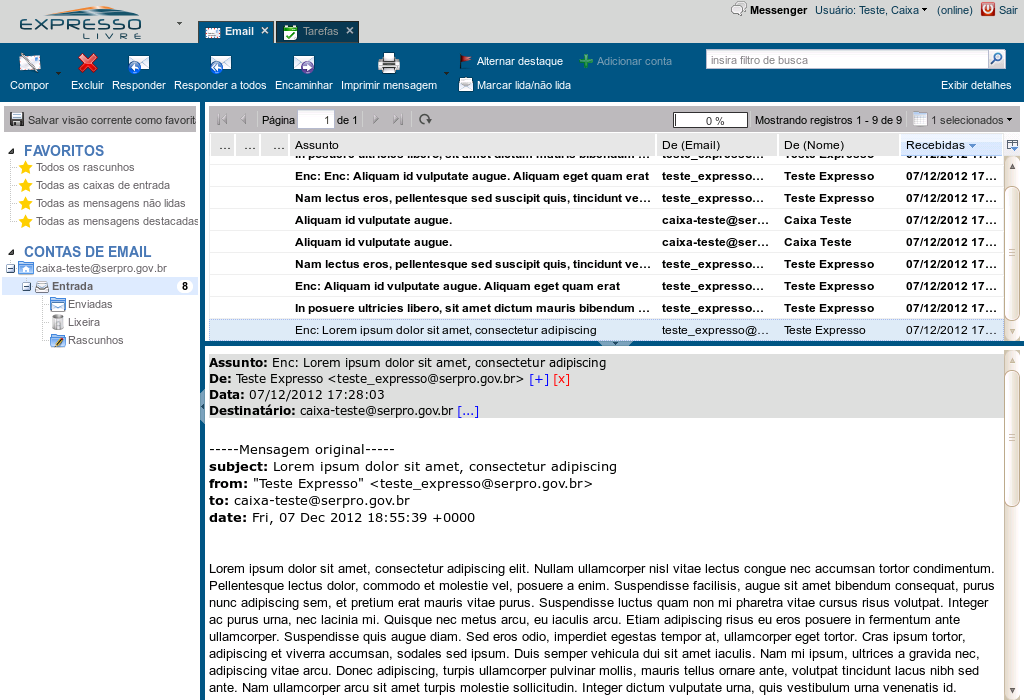 EXPRESSO
LIVRE
Email
Tarefas
Messenger
Usuário: Teste, Caixa
(online)
Sair
Compor
Excluir
Responder
Responder a todos
Encaminhar
Imprimir mensagem
Alternar destaque
Adicionar conta
Marcar lida/não lida
insira filtro de busca
Exibir detalhes
Salvar visão corrente como favorit
Página 1 de 1
0 %
Mostrando registros 1 - 9 de 9
1 selecionados
FAVORITOS
Todos os rascunhos
Todas as caixas de entrada
Todas as mensagens não lidas
Todas as mensagens destacadas
CONTAS DE EMAIL
caixa-teste@serpro.gov.br
Entrada 8
Enviadas
Lixeira
Rascunhos
... ... ... Assunto De (Email) De (Nome) Recebidas
In posuere ultricies libero, sit amet dictum mauris bibendum ... teste_expresso... Teste Expresso 07/12/2012 17...
Enc: Enc: Aliquam id vulputate augue. Aliquam eget quam erat teste_expresso... Teste Expresso 07/12/2012 17...
Nam lectus eros, pellentesque sed suscipit quis, tincidunt ve... teste_expresso... Teste Expresso 07/12/2012 17...
Aliquam id vulputate augue. caixa-teste@ser... Caixa Teste 07/12/2012 17...
Aliquam id vulputate augue. caixa-teste@ser... Caixa Teste 07/12/2012 17...
Nam lectus eros, pellentesque sed suscipit quis, tincidunt ve... teste_expresso... Teste Expresso 07/12/2012 17...
Enc: Aliquam id vulputate augue. Aliquam eget quam erat teste_expresso... Teste Expresso 07/12/2012 17...
In posuere ultricies libero, sit amet dictum mauris bibendum ... teste_expresso... Teste Expresso 07/12/2012 17...
Enc: Lorem ipsum dolor sit amet, consectetur adipiscing teste_expresso@... Teste Expresso 07/12/2012 17...
Assunto: Enc: Lorem ipsum dolor sit amet, consectetur adipiscing
De: Teste Expresso <teste_expresso@serpro.gov.br> [+] [x]
Data: 07/12/2012 17:28:03
Destinatário: caixa-teste@serpro.gov.br [...]
-----Mensagem original-----
subject: Lorem ipsum dolor sit amet, consectetur adipiscing
from: "Teste Expresso" <teste_expresso@serpro.gov.br>
to: caixa-teste@serpro.gov.br
date: Fri, 07 Dec 2012 18:55:39 +0000
Lorem ipsum dolor sit amet, consectetur adipiscing elit. Nullam ullamcorper nisl vitae lectus congue nec accumsan tortor condimentum.
Pellentesque lectus dolor, commodo et molestie vel, posuere a enim. Suspendisse facilisis, augue sit amet bibendum consequat, purus
nunc adipiscing sem, et pretium erat mauris vitae purus. Suspendisse luctus quam non mi pharetra vitae cursus risus volutpat. Integer
ac purus urna, nec lacinia mi. Quisque nec metus arcu, eu iaculis arcu. Etiam adipiscing risus eu eros posuere in fermentum ante
ullamcorper. Suspendisse quis augue diam. Sed eros odio, imperdiet egestas tempor at, ullamcorper eget tortor. Cras ipsum tortor,
adipiscing et viverra accumsan, sodales sed ipsum. Duis semper vehicula dui sit amet iaculis. Nam mi ipsum, ultrices a gravida nec,
adipiscing vitae arcu. Donec adipiscing, turpis ullamcorper pulvinar mollis, mauris tellus ornare ante, volutpat tincidunt lacus nibh sed
ante. Nam ullamcorper arcu sit amet turpis molestie sollicitudin. Integer dictum vulputate urna, quis vestibulum urna venenatis id.